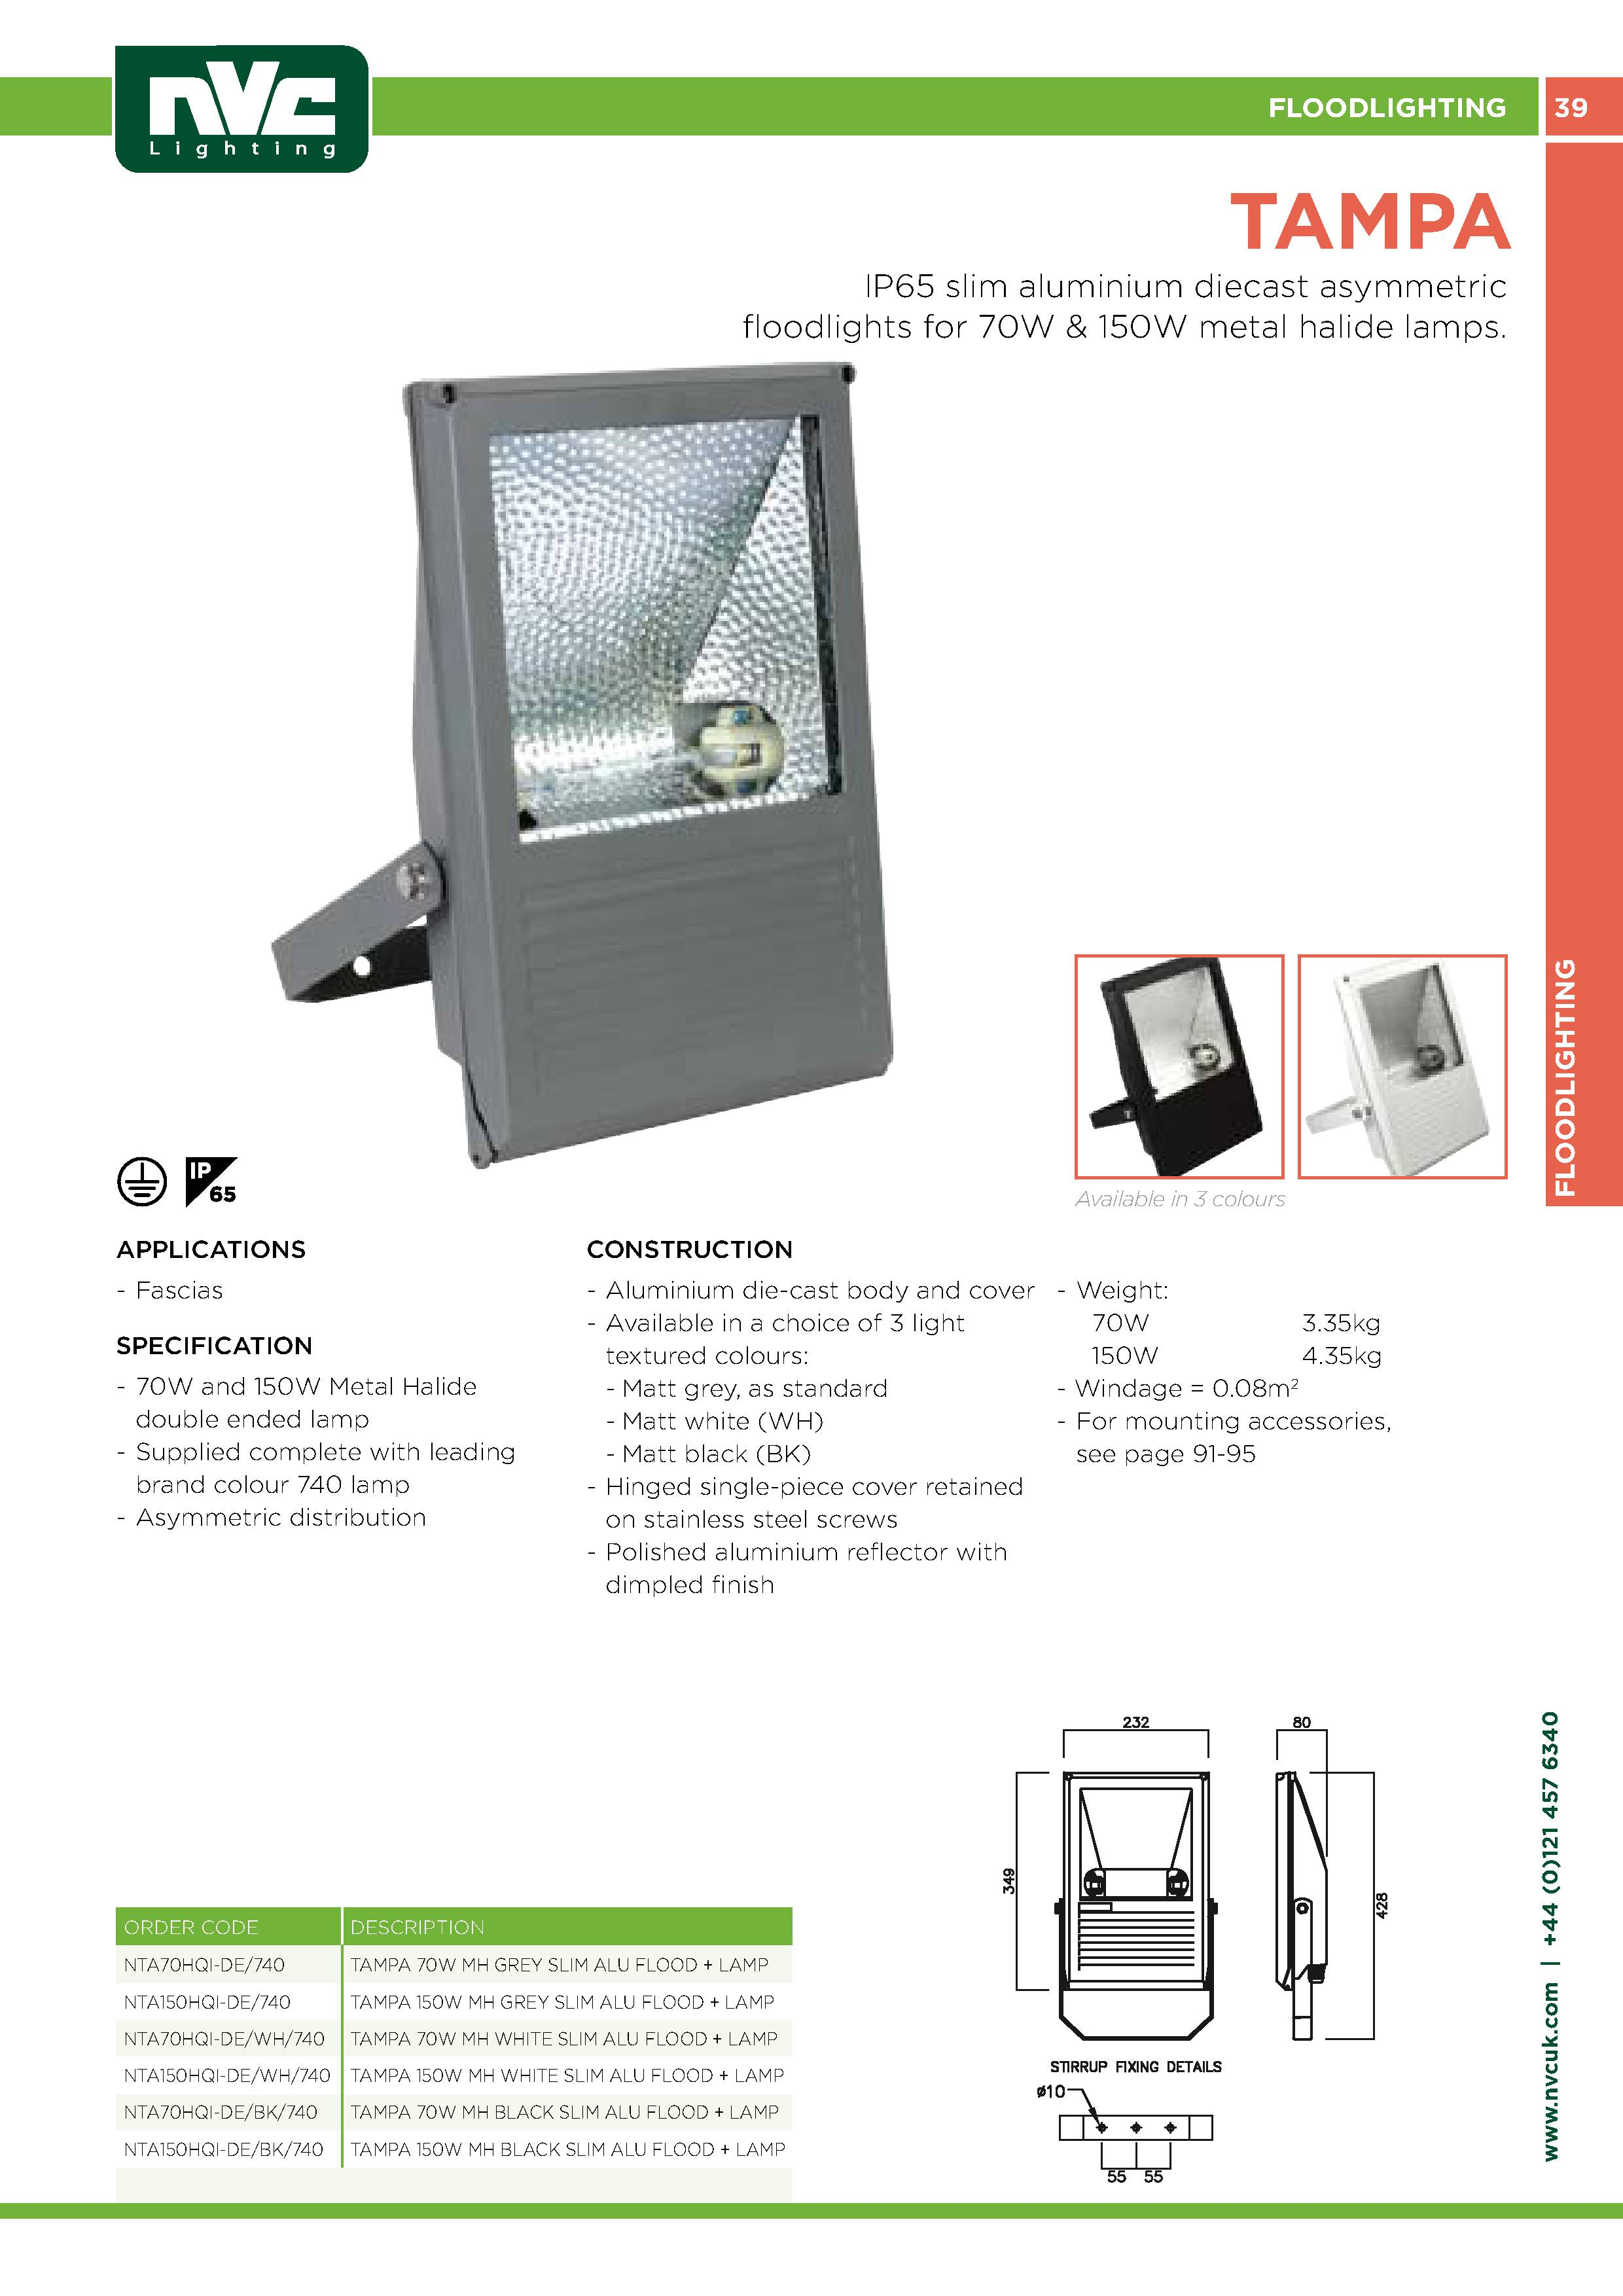 nvc
Lighting
FLOODLIGHTING
39
TAMPA
IP65 slim aluminium diecast asymmetric
floodlights for 70W & 150W metal halide lamps.
FLOODLIGHTING
Available in 3 colours
IP
65
APPLICATIONS
- Fascias
SPECIFICATION
- 70W and 150W Metal Halide
double ended lamp
- Supplied complete with leading
brand colour 740 lamp
- Asymmetric distribution
CONSTRUCTION
- Aluminium die-cast body and cover
- Available in a choice of 3 light
textured colours:
- Matt grey, as standard
- Matt white (WH)
- Matt black (BK)
- Hinged single-piece cover retained
on stainless steel screws
- Polished aluminium reflector with
dimpled finish
- Weight:
70W 3.35kg
150W 4.35kg
- Windage = 0.08m²
- For mounting accessories,
see page 91-95
232
80
349
428
STIRRUP FIXING DETAILS
ø10
55 55
ORDER CODE DESCRIPTION
NTA70HQI-DE/740 TAMPA 70W MH GREY SLIM ALU FLOOD + LAMP
NTA150HQI-DE/740 TAMPA 150W MH GREY SLIM ALU FLOOD + LAMP
NTA70HQI-DE/WH/740 TAMPA 70W MH WHITE SLIM ALU FLOOD + LAMP
NTA150HQI-DE/WH/740 TAMPA 150W MH WHITE SLIM ALU FLOOD + LAMP
NTA70HQI-DE/BK/740 TAMPA 70W MH BLACK SLIM ALU FLOOD + LAMP
NTA150HQI-DE/BK/740 TAMPA 150W MH BLACK SLIM ALU FLOOD + LAMP
www.nvcuk.com | +44 (0)121 457 6340